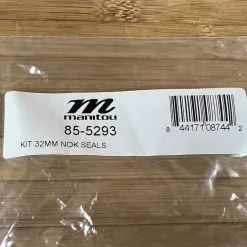 m
manitou
85-5293
KIT 32MM NOK SEALS
8 44171 08744 2